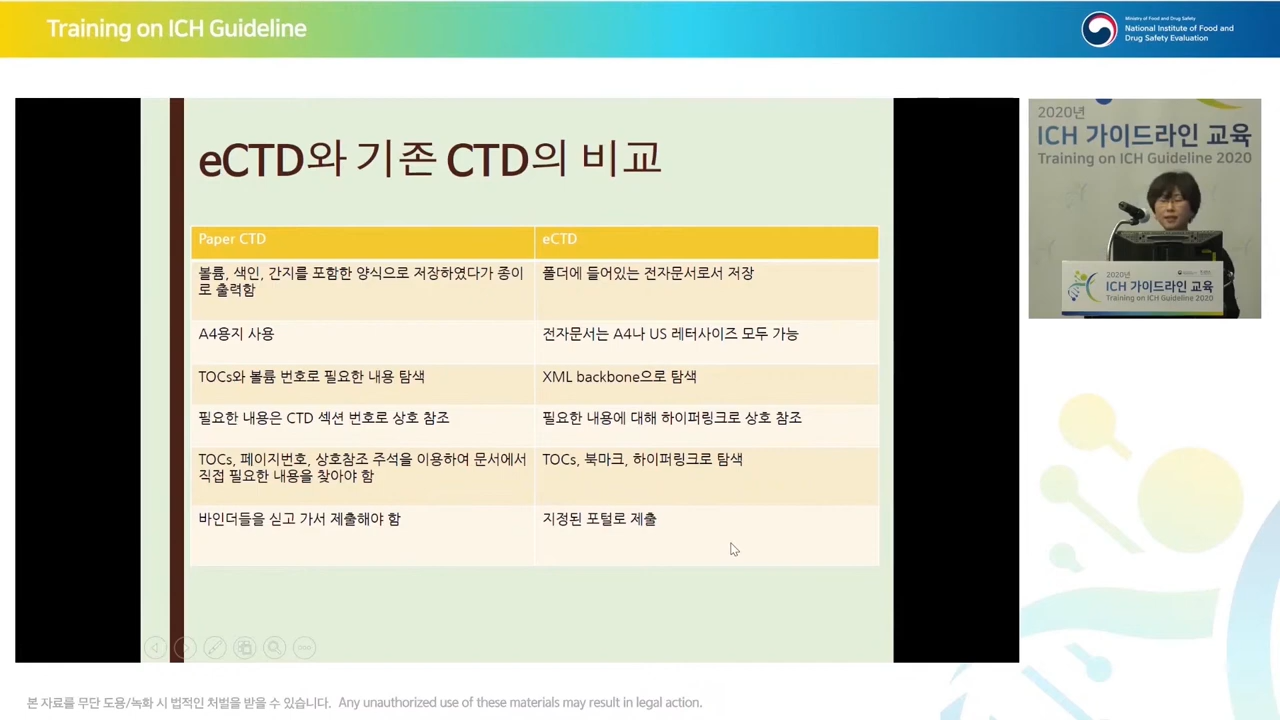 Training on ICH Guideline
Ministry of Food and Drug Safety
National Institute of Food and
Drug Safety Evaluation
eCTD와 기존 CTD의 비교
Paper CTD
eCTD
볼륨, 색인, 간지를 포함한 양식으로 저장하였다가 종이
로 출력함
폴더에 들어있는 전자문서로서 저장
A4용지 사용
전자문서는 A4나 US 레터사이즈 모두 가능
TOCs와 볼륨 번호로 필요한 내용 탐색
XML backbone으로 탐색
필요한 내용은 CTD 섹션 번호로 상호 참조
필요한 내용에 대해 하이퍼링크로 상호 참조
TOCs, 페이지번호, 상호참조 주석을 이용하여 문서에서
직접 필요한 내용을 찾아야 함
TOCs, 북마크, 하이퍼링크로 탐색
바인더들을 싣고 가서 제출해야 함
지정된 포털로 제출
2020년
ICH 가이드라인 교육
Training on ICH Guideline 2020
2020년
ICH 가이드라인 교육
Training on ICH Guideline 2020
본 자료를 무단 도용/녹화 시 법적인 처벌을 받을 수 있습니다. Any unauthorized use of these materials may result in legal action.